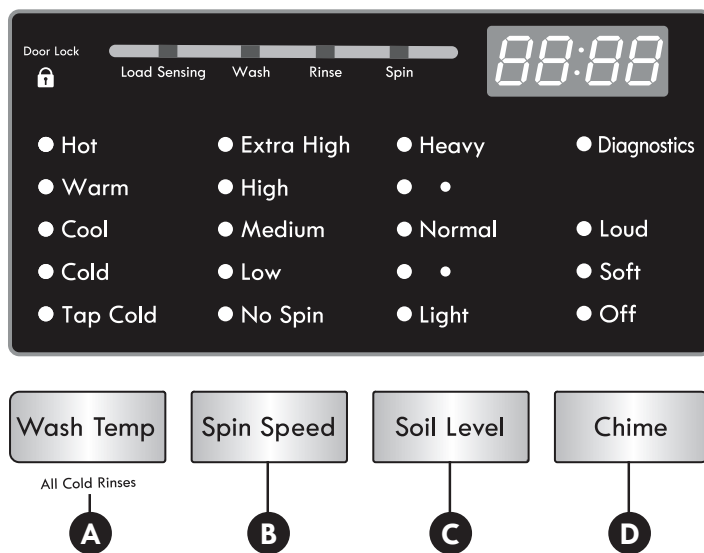 Door Lock
Load Sensing Wash Rinse Spin
88:88
Hot Extra High Heavy Diagnostics
Warm High
Cool Medium Normal Loud
Cold Low Soft
Tap Cold No Spin Light Off
Wash Temp Spin Speed Soil Level Chime
All Cold Rinses
A B C D